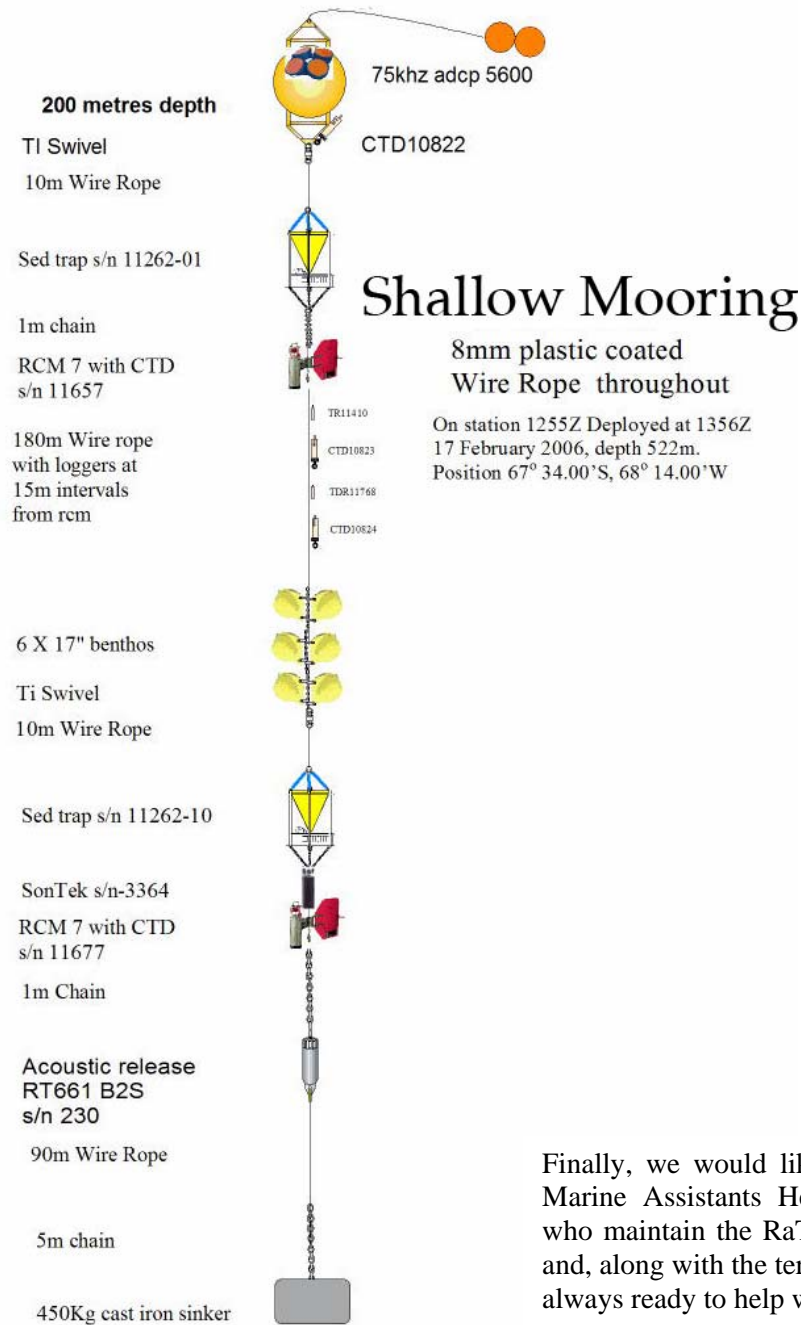 75khz adcp 5600
200 metres depth
TI Swivel
CTD10822
10m Wire Rope
Sed trap s/n 11262-01
Shallow Mooring
1m chain
8mm plastic coated
Wire Rope throughout
RCM 7 with CTD
s/n 11657
On station 1255Z Deployed at 1356Z
17 February 2006, depth 522m.
Position 67° 34.00'S, 68° 14.00'W
180m Wire rope
with loggers at
15m intervals
from rcm
TR11410
CTD10823
TDR11768
CTD10824
6 X 17" benthos
Ti Swivel
10m Wire Rope
Sed trap s/n 11262-10
SonTek s/n-3364
RCM 7 with CTD
s/n 11677
1m Chain
Acoustic release
RT661 B2S
s/n 230
90m Wire Rope
5m chain
450Kg cast iron sinker
Finally, we would
Marine Assistants
who maintain the
and, along with the
always ready to help